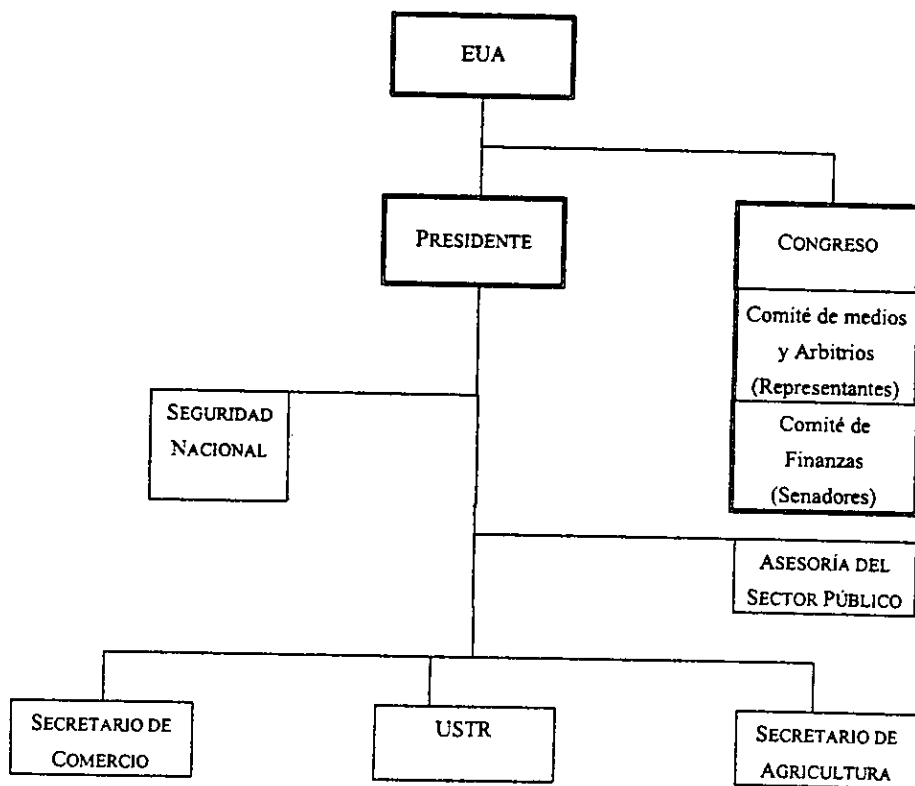 EUA
PRESIDENTE
CONGRESO
Comité de medios
y Arbitrios
(Representantes)
Comité de
Finanzas
(Senadores)
SEGURIDAD
NACIONAL
ASESORÍA DEL
SECTOR PÚBLICO
SECRETARIO DE
COMERCIO
USTR
SECRETARIO DE
AGRICULTURA